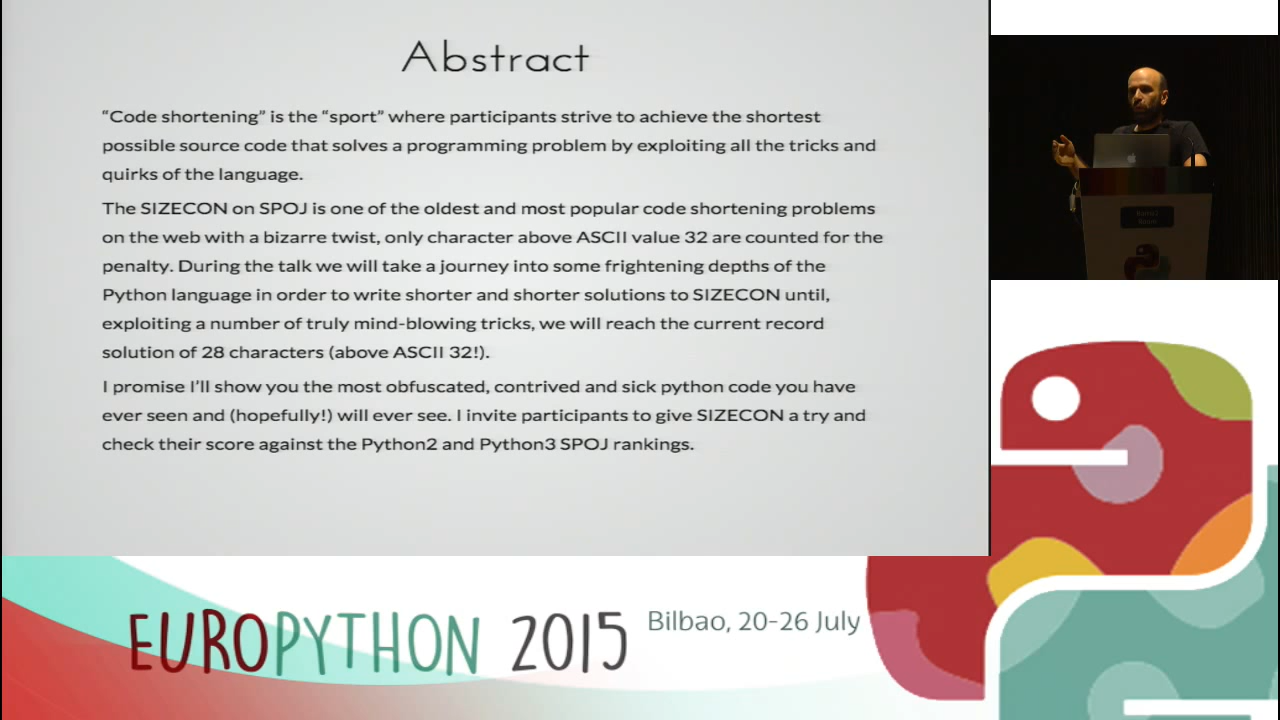 Abstract
“Code shortening” is the “sport” where participants strive to achieve the shortest
possible source code that solves a programming problem by exploiting all the tricks and
quirks of the language.
The SIZECON on SPOJ is one of the oldest and most popular code shortening problems
on the web with a bizarre twist, only character above ASCII value 32 are counted for the
penalty. During the talk we will take a journey into some frightening depths of the
Python language in order to write shorter and shorter solutions to SIZECON until,
exploiting a number of truly mind-blowing tricks, we will reach the current record
solution of 28 characters (above ASCII 32!).
I promise I’ll show you the most obfuscated, contrived and sick python code you have
ever seen and (hopefully!) will ever see. I invite participants to give SIZECON a try and
check their score against the Python2 and Python3 SPOJ rankings.
EUROPYTHON 2015
Bilbao, 20-26 July